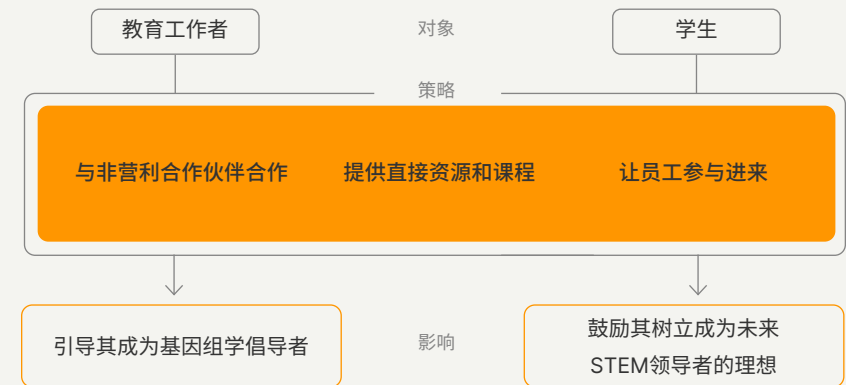 教育工作者
对象
学生
策略
与非营利合作伙伴合作
提供直接资源和课程
让员工参与进来
引导其成为基因组学倡导者
影响
鼓励其树立成为未来
STEM领导者的理想